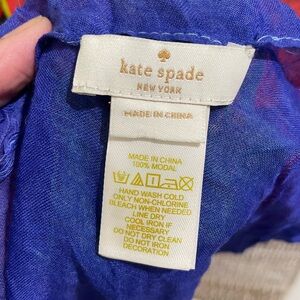 kate spade
NEW YORK
MADE IN CHINA
MADE IN CHINA
100% MODAL
HAND WASH COLD
ONLY NON-CHLORINE
BLEACH WHEN NEEDED
LINE DRY
COOL IRON IF
NECESSARY
DO NOT DRY CLEAN
DO NOT IRON
DECORATION